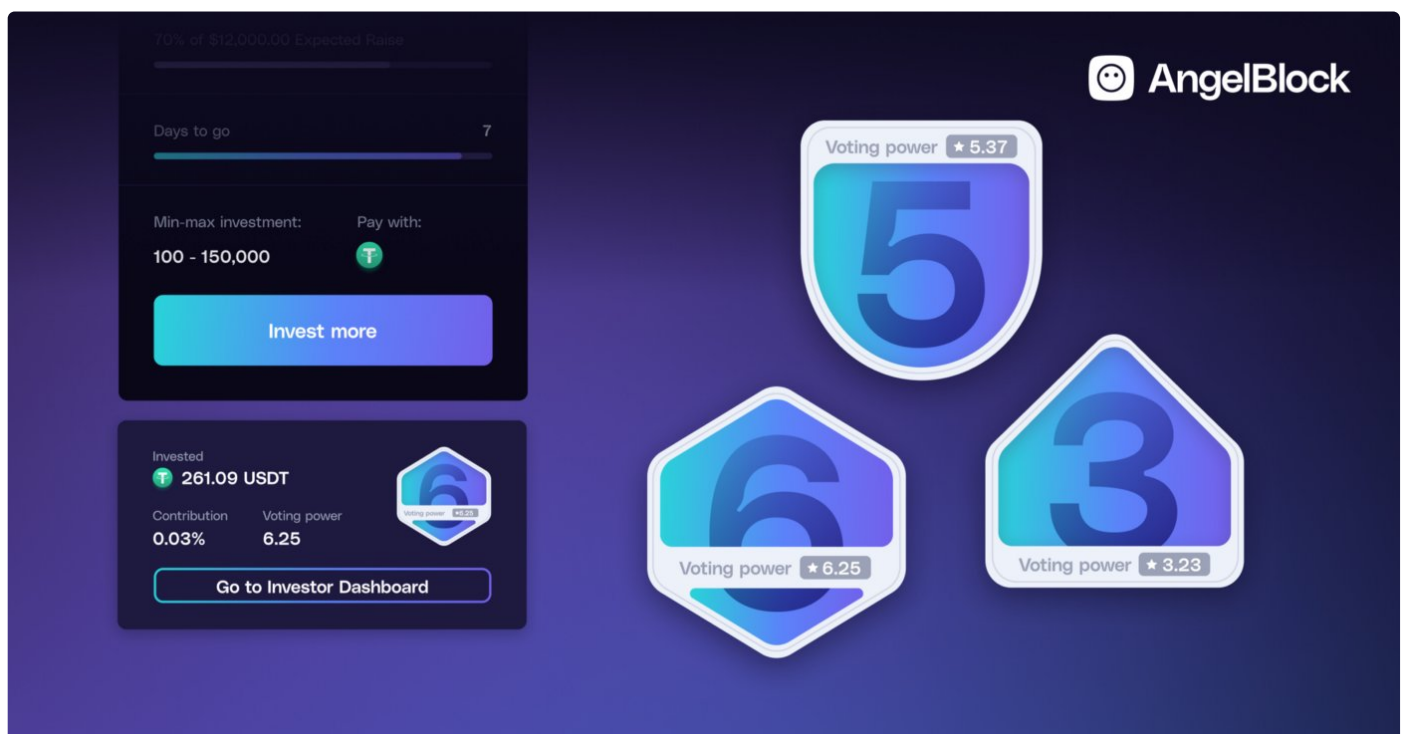 70% of $12,000.00 Expected Raise
Days to go 7
Min-max investment: Pay with:
100 - 150,000
Invest more
Invested
261.09 USDT
Contribution Voting power
0.03% 6.25
6
Voting power ★6.25
Go to Investor Dashboard
AngelBlock
Voting power ★ 5.37
5
6
Voting power ★ 6.25
3
Voting power ★ 3.23